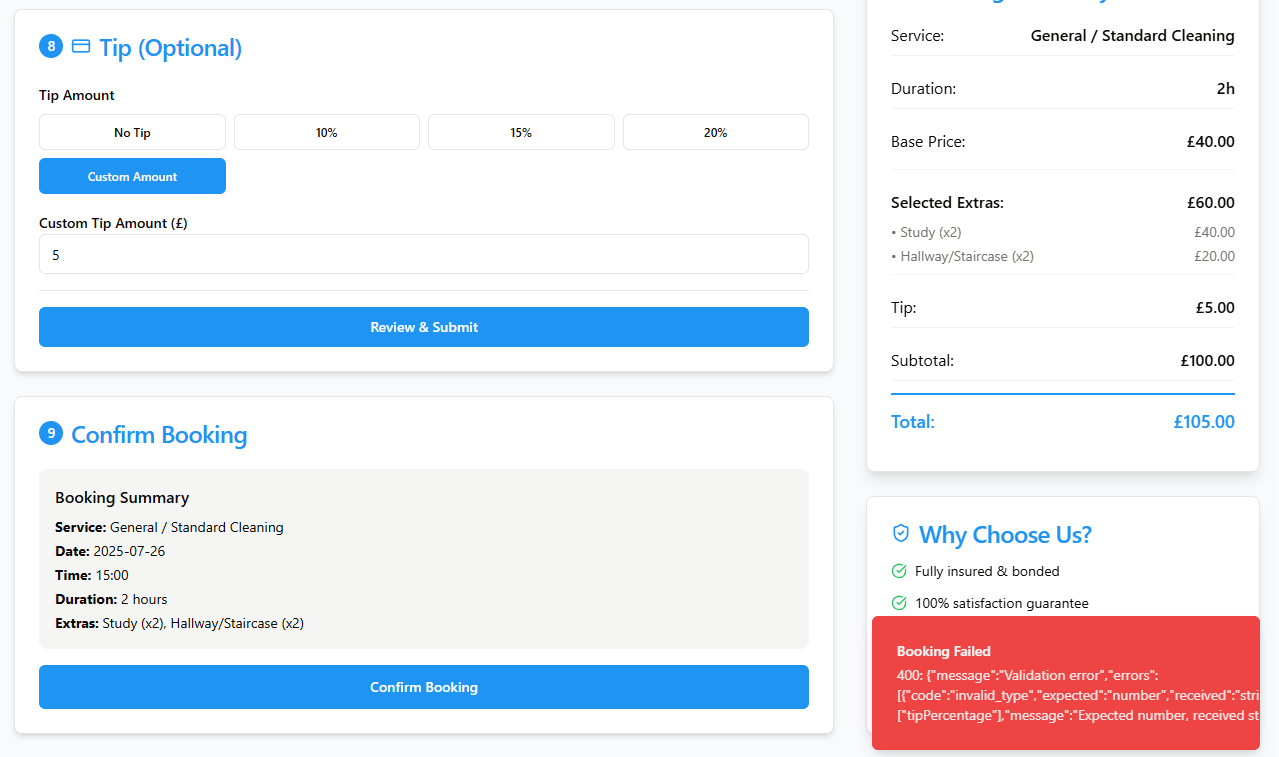 8 Tip (Optional)
Tip Amount
No Tip 10% 15% 20%
Custom Amount
Custom Tip Amount (£)
5
Review & Submit
9 Confirm Booking
Booking Summary
Service: General / Standard Cleaning
Date: 2025-07-26
Time: 15:00
Duration: 2 hours
Extras: Study (x2), Hallway/Staircase (x2)
Confirm Booking
Service: General / Standard Cleaning
Duration: 2h
Base Price: £40.00
Selected Extras: £60.00
• Study (x2) £40.00
• Hallway/Staircase (x2) £20.00
Tip: £5.00
Subtotal: £100.00
Total: £105.00
Why Choose Us?
Fully insured & bonded
100% satisfaction guarantee
Booking Failed
400: {"message":"Validation error","errors":
[{"code":"invalid_type","expected":"number","received":"stri
["tipPercentage"],"message":"Expected number, received st